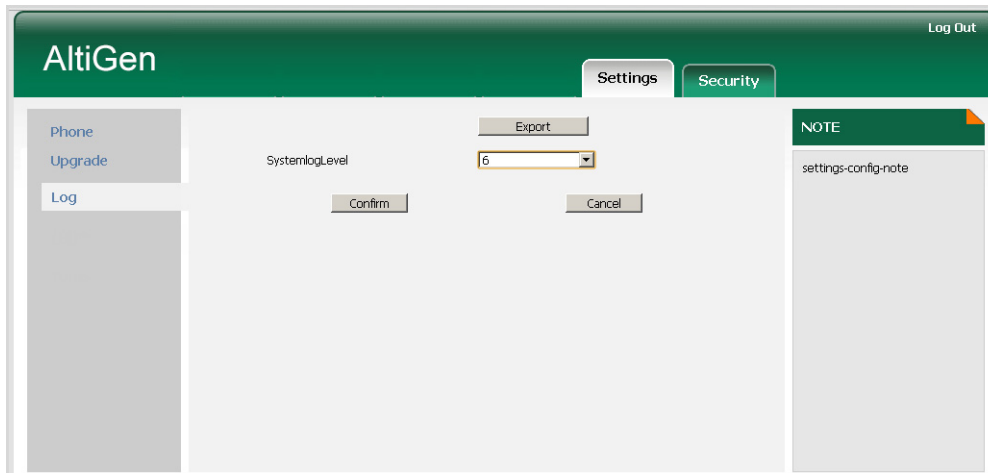 Log Out
AltiGen
Settings
Security
Phone
Upgrade
Log
Export
SystemlogLevel
6
Confirm
Cancel
NOTE
settings-config-note